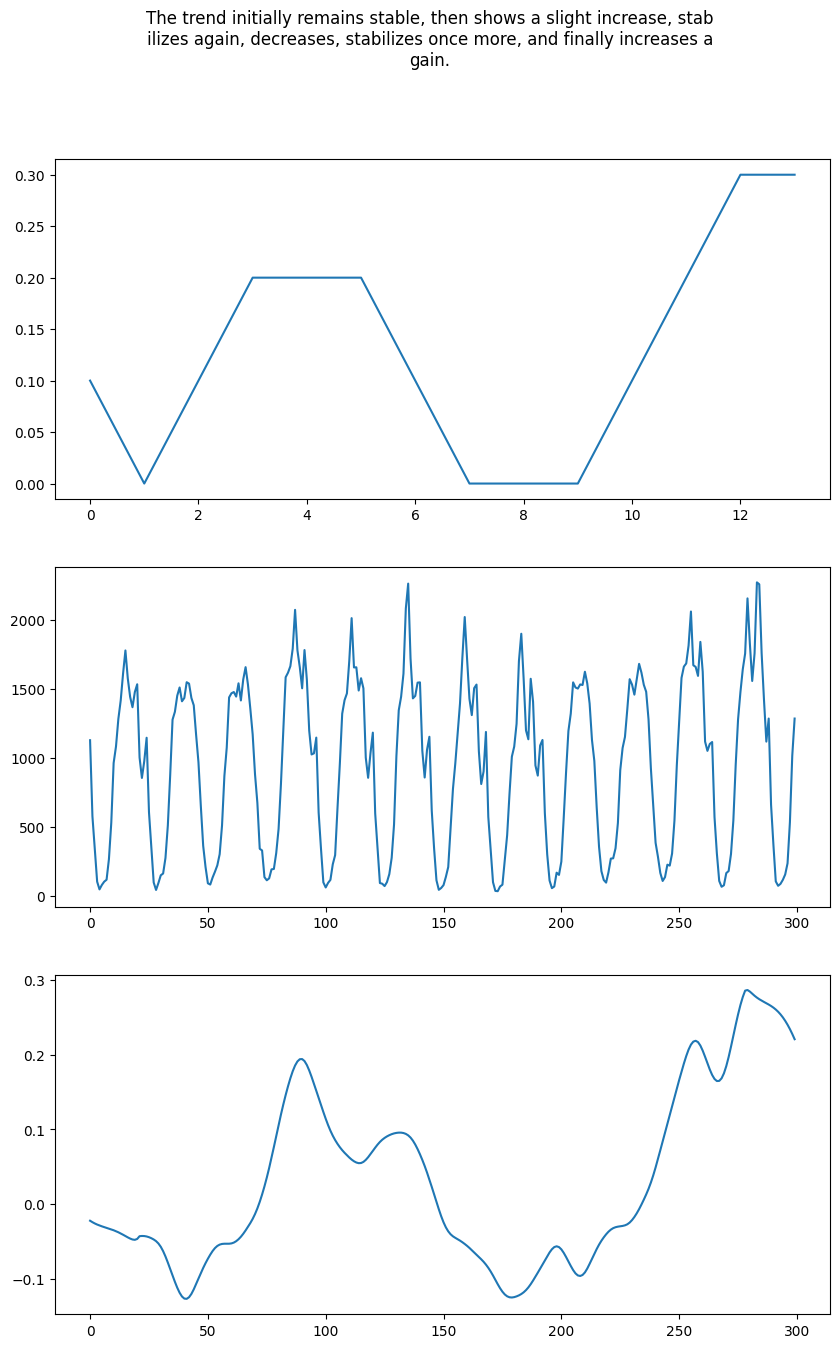 The trend initially remains stable, then shows a slight increase, stab
ilizes again, decreases, stabilizes once more, and finally increases a
gain.
0.30
0.25
0.20
0.15
0.10
0.05
0.00
0 2 4 6 8 10 12
2000
1500
1000
500
0
0 50 100 150 200 250 300
0.3
0.2
0.1
0.0
−0.1
0 50 100 150 200 250 300